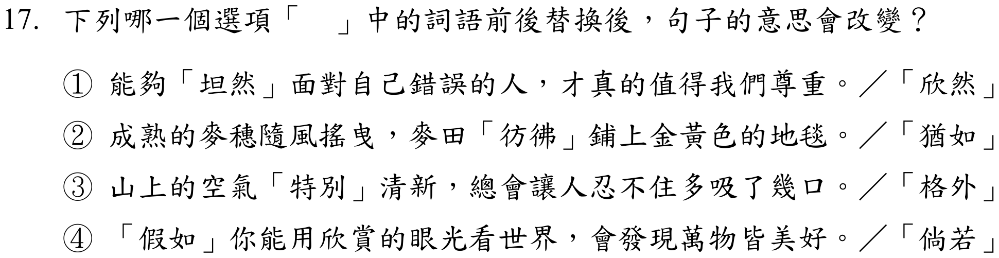 17. 下列哪一個選項「　」中的詞語前後替換後，句子的意思會改變？
① 能夠「坦然」面對自己錯誤的人，才真的值得我們尊重。／「欣然」
② 成熟的麥穗隨風搖曳，麥田「彷彿」鋪上金黃色的地毯。／「猶如」
③ 山上的空氣「特別」清新，總會讓人忍不住多吸了幾口。／「格外」
④ 「假如」你能用欣賞的眼光看世界，會發現萬物皆美好。／「倘若」